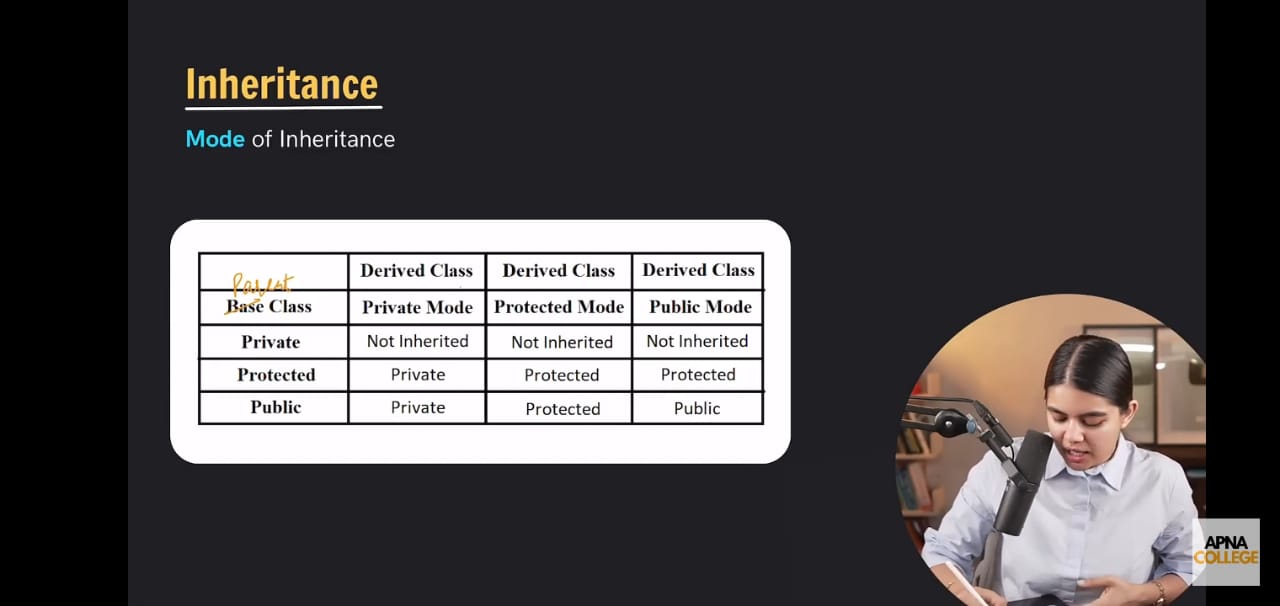 Inheritance
Mode of Inheritance
Derived Class Derived Class Derived Class
Parent
Base Class Private Mode Protected Mode Public Mode
Private Not Inherited Not Inherited Not Inherited
Protected Private Protected Protected
Public Private Protected Public
APNA
COLLEGE